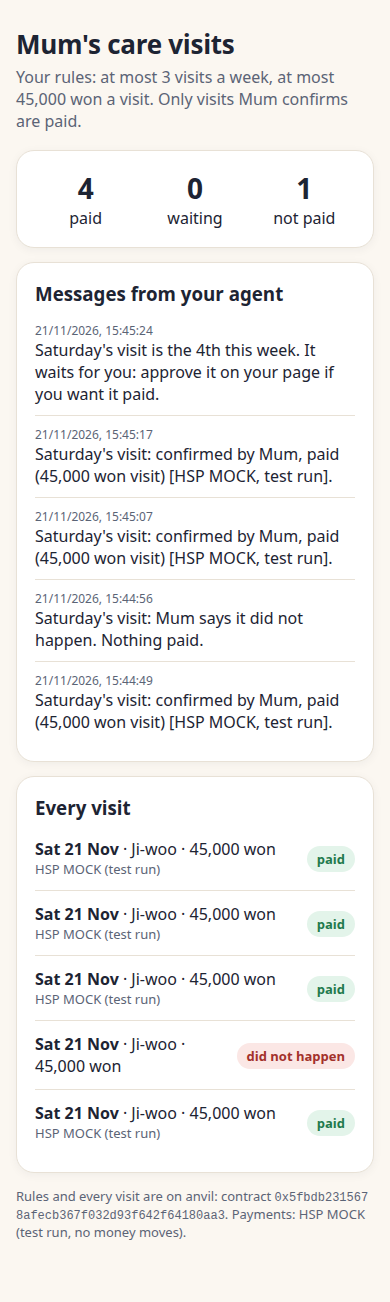 Mum's care visits
Your rules: at most 3 visits a week, at most
45,000 won a visit. Only visits Mum confirms
are paid.
4
paid
0
waiting
1
not paid
Messages from your agent
21/11/2026, 15:45:24
Saturday's visit is the 4th this week. It
waits for you: approve it on your page if
you want it paid.
21/11/2026, 15:45:17
Saturday's visit: confirmed by Mum, paid
(45,000 won visit) [HSP MOCK, test run].
21/11/2026, 15:45:07
Saturday's visit: confirmed by Mum, paid
(45,000 won visit) [HSP MOCK, test run].
21/11/2026, 15:44:56
Saturday's visit: Mum says it did not
happen. Nothing paid.
21/11/2026, 15:44:49
Saturday's visit: confirmed by Mum, paid
(45,000 won visit) [HSP MOCK, test run].
Every visit
Sat 21 Nov · Ji-woo · 45,000 won
HSP MOCK (test run)
paid
Sat 21 Nov · Ji-woo · 45,000 won
HSP MOCK (test run)
paid
Sat 21 Nov · Ji-woo · 45,000 won
HSP MOCK (test run)
paid
Sat 21 Nov · Ji-woo ·
45,000 won
did not happen
Sat 21 Nov · Ji-woo · 45,000 won
HSP MOCK (test run)
paid
Rules and every visit are on anvil: contract 0x5fbdb231567
8afecb367f032d93f642f64180aa3. Payments: HSP MOCK
(test run, no money moves).